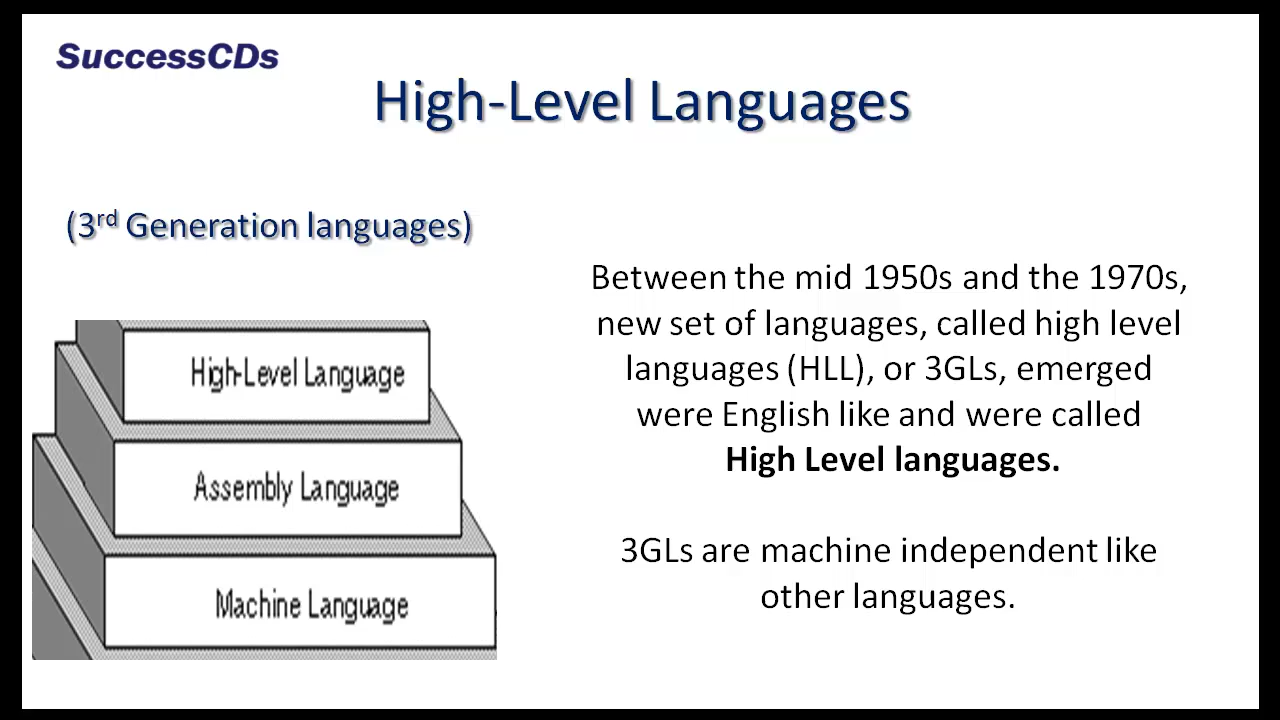 SuccessCDs
High-Level Languages
(3rd Generation languages)
High-Level Language
Assembly Language
Machine Language
Between the mid 1950s and the 1970s,
new set of languages, called high level
languages (HLL), or 3GLs, emerged
were English like and were called
High Level languages.
3GLs are machine independent like
other languages.